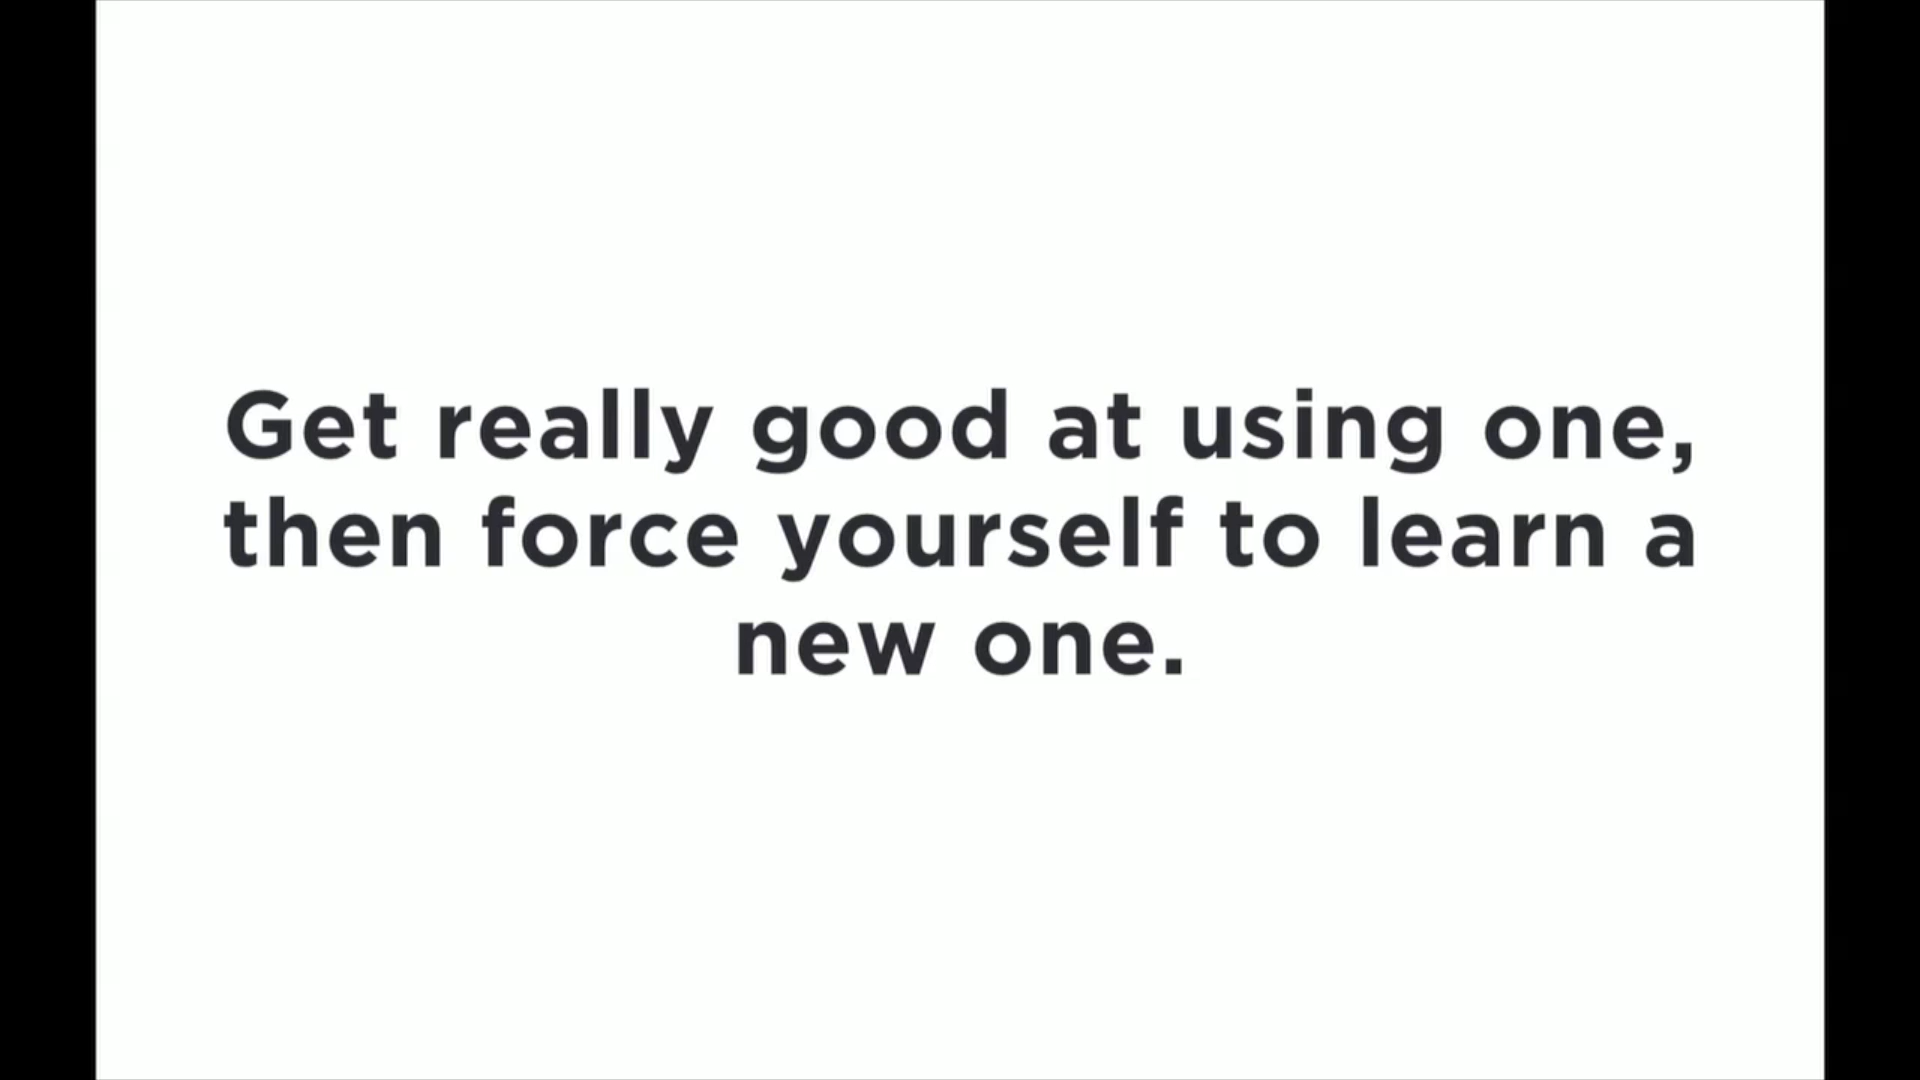 Get really good at using one,
then force yourself to learn a
new one.